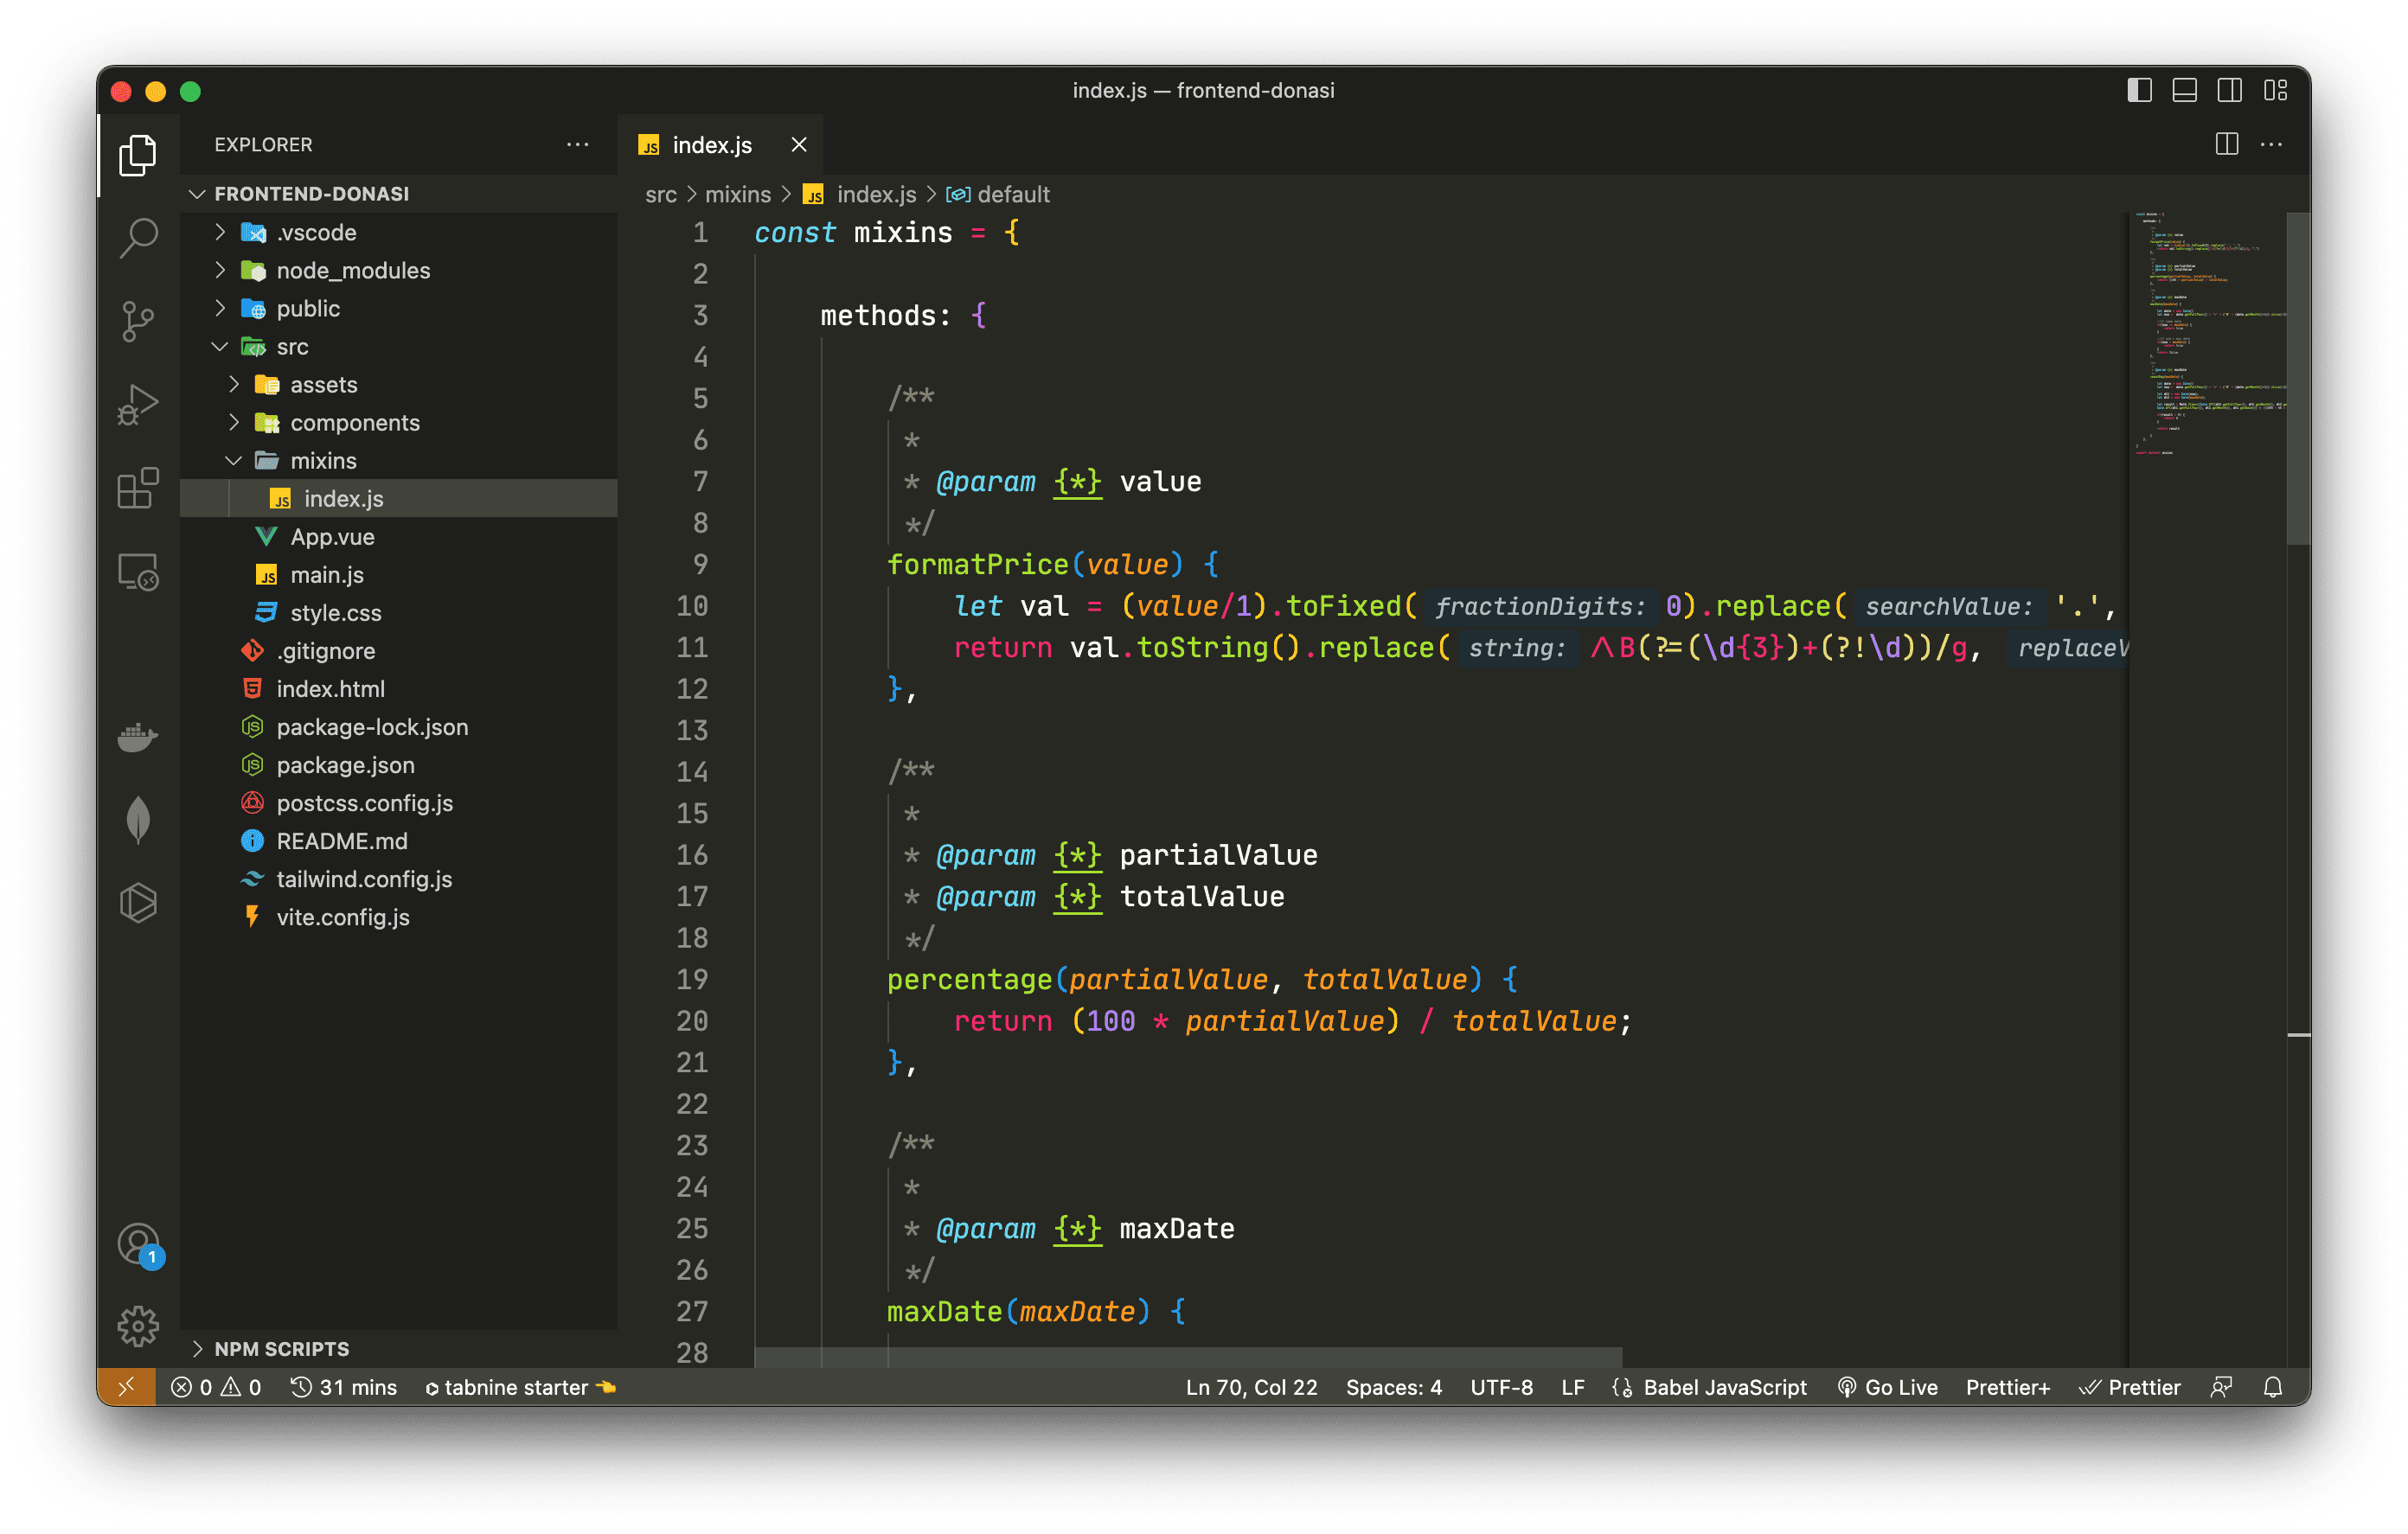 index.js — frontend-donasi
EXPLORER
FRONTEND-DONASI
.vscode
node_modules
public
src
assets
components
mixins
index.js
App.vue
main.js
style.css
.gitignore
index.html
package-lock.json
package.json
postcss.config.js
README.md
tailwind.config.js
vite.config.js
NPM SCRIPTS
index.js
src > mixins > index.js > default
1 const mixins = {
2
3 methods: {
4
5 /**
6 *
7 * @param {*} value
8 */
9 formatPrice(value) {
10 let val = (value/1).toFixed( fractionDigits: 0).replace( searchValue: '.',
11 return val.toString().replace( string: /\B(?=(\d{3})+(?!\d))/g, replaceV
12 },
13
14 /**
15 *
16 * @param {*} partialValue
17 * @param {*} totalValue
18 */
19 percentage(partialValue, totalValue) {
20 return (100 * partialValue) / totalValue;
21 },
22
23 /**
24 *
25 * @param {*} maxDate
26 */
27 maxDate(maxDate) {
28
1
0 0 31 mins tabnine starter 👈 Ln 70, Col 22 Spaces: 4 UTF-8 LF Babel JavaScript Go Live Prettier+ Prettier